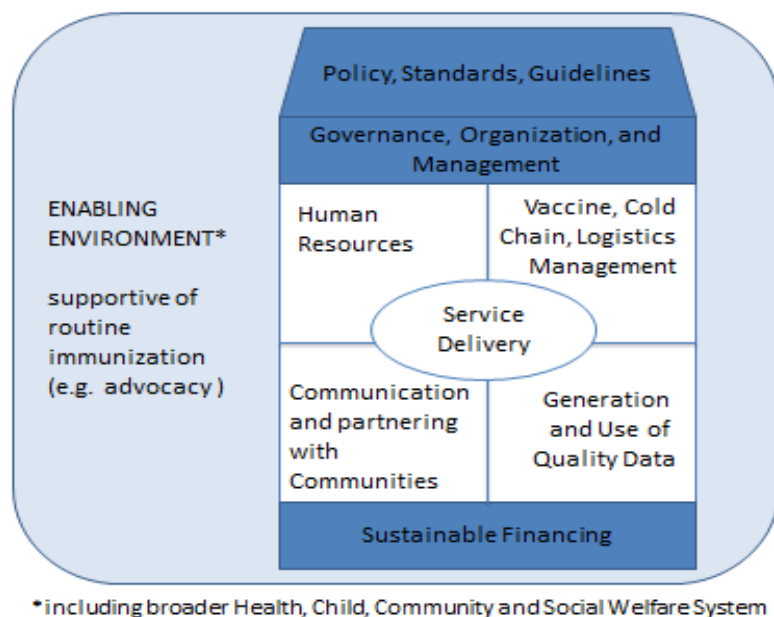 Policy, Standards, Guidelines
Governance, Organization, and
Management
ENABLING
ENVIRONMENT*
supportive of
routine
immunization
(e.g. advocacy )
Human
Resources
Vaccine, Cold
Chain, Logistics
Management
Service
Delivery
Communication
and partnering
with
Communities
Generation
and Use of
Quality Data
Sustainable Financing
*including broader Health, Child, Community and Social Welfare System